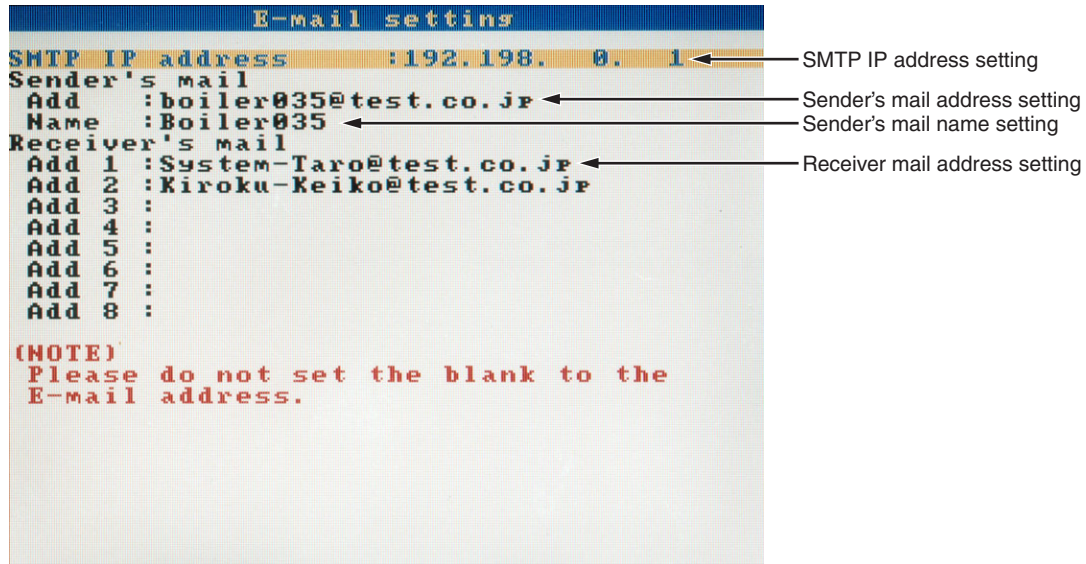 E-mail setting
SMTP IP address :192.198. 0. 1
SMTP IP address setting
Sender's mail
Add :boiler035@test.co.jp
Sender's mail address setting
Name :Boiler035
Sender's mail name setting
Receiver's mail
Add 1 :System-Taro@test.co.jp
Receiver mail address setting
Add 2 :Kiroku-Keiko@test.co.jp
Add 3 :
Add 4 :
Add 5 :
Add 6 :
Add 7 :
Add 8 :
(NOTE)
Please do not set the blank to the
E-mail address.